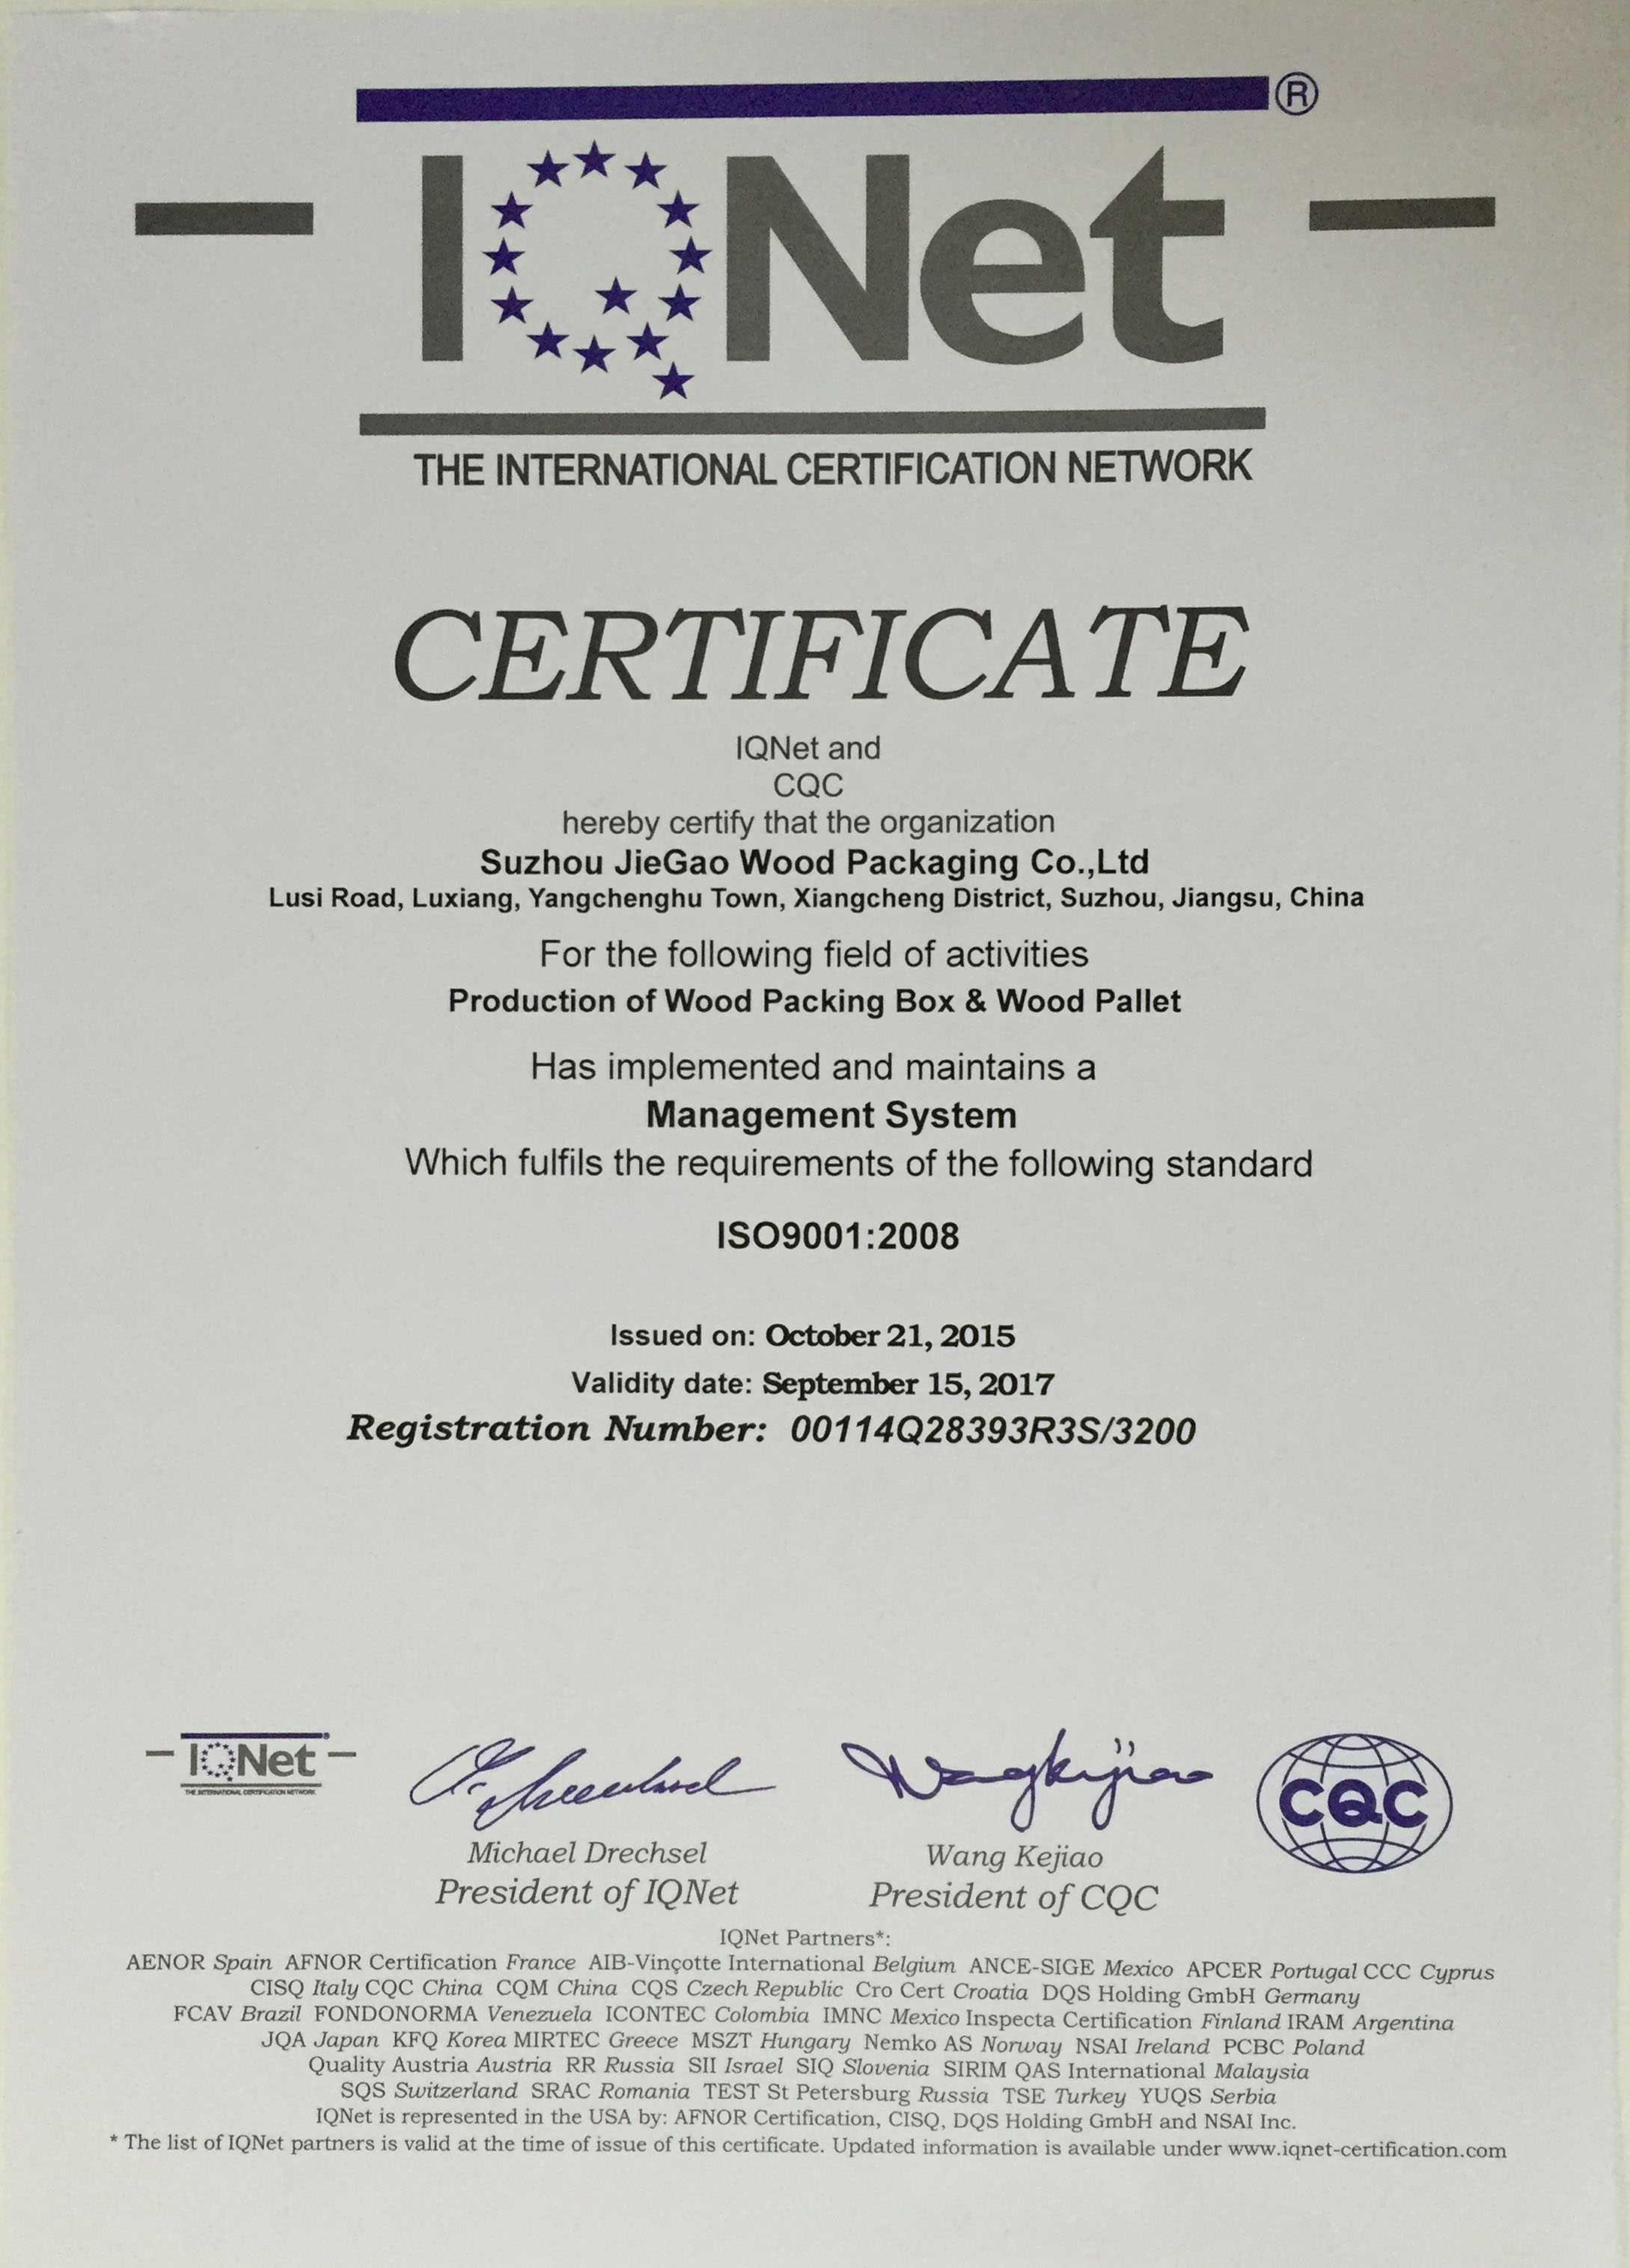 IQNet ®
THE INTERNATIONAL CERTIFICATION NETWORK
CERTIFICATE
IQNet and
CQC
hereby certify that the organization
Suzhou JieGao Wood Packaging Co.,Ltd
Lusi Road, Luxiang, Yangchenghu Town, Xiangcheng District, Suzhou, Jiangsu, China
For the following field of activities
Production of Wood Packing Box & Wood Pallet
Has implemented and maintains a
Management System
Which fulfils the requirements of the following standard
ISO9001:2008
Issued on: October 21, 2015
Validity date: September 15, 2017
Registration Number: 00114Q28393R3S/3200
IQNet
THE INTERNATIONAL CERTIFICATION NETWORK
Wangkejiao
CQC
Michael Drechsel
President of IQNet
Wang Kejiao
President of CQC
IQNet Partners*:
AENOR Spain AFNOR Certification France AIB-Vinçotte International Belgium ANCE-SIGE Mexico APCER Portugal CCC Cyprus
CISQ Italy CQC China CQM China CQS Czech Republic Cro Cert Croatia DQS Holding GmbH Germany
FCAV Brazil FONDONORMA Venezuela ICONTEC Colombia IMNC Mexico Inspecta Certification Finland IRAM Argentina
JQA Japan KFQ Korea MIRTEC Greece MSZT Hungary Nemko AS Norway NSAI Ireland PCBC Poland
Quality Austria Austria RR Russia SII Israel SIQ Slovenia SIRIM QAS International Malaysia
SQS Switzerland SRAC Romania TEST St Petersburg Russia TSE Turkey YUQS Serbia
IQNet is represented in the USA by: AFNOR Certification, CISQ, DQS Holding GmbH and NSAI Inc.
* The list of IQNet partners is valid at the time of issue of this certificate. Updated information is available under www.iqnet-certification.com